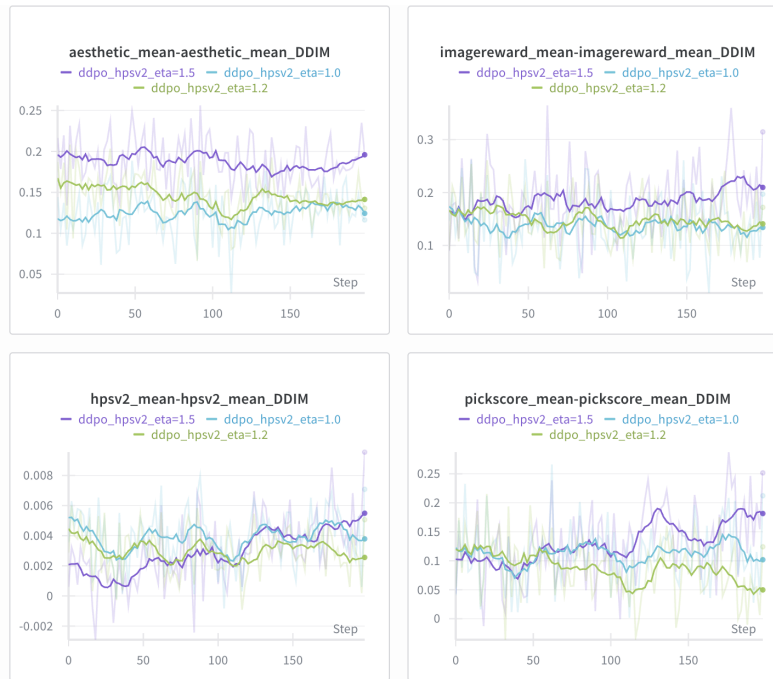 aesthetic_mean-aesthetic_mean_DDIM
ddpo_hpsv2_eta=1.5 ddpo_hpsv2_eta=1.0
ddpo_hpsv2_eta=1.2
0.25
0.2
0.15
0.1
0.05
Step
0 50 100 150
imagereward_mean-imagereward_mean_DDIM
ddpo_hpsv2_eta=1.5 ddpo_hpsv2_eta=1.0
ddpo_hpsv2_eta=1.2
0.3
0.2
0.1
Step
0 50 100 150
hpsv2_mean-hpsv2_mean_DDIM
ddpo_hpsv2_eta=1.5 ddpo_hpsv2_eta=1.0
ddpo_hpsv2_eta=1.2
0.008
0.006
0.004
0.002
0
-0.002
Step
0 50 100 150
pickscore_mean-pickscore_mean_DDIM
ddpo_hpsv2_eta=1.5 ddpo_hpsv2_eta=1.0
ddpo_hpsv2_eta=1.2
0.25
0.2
0.15
0.1
0.05
0
Step
0 50 100 150